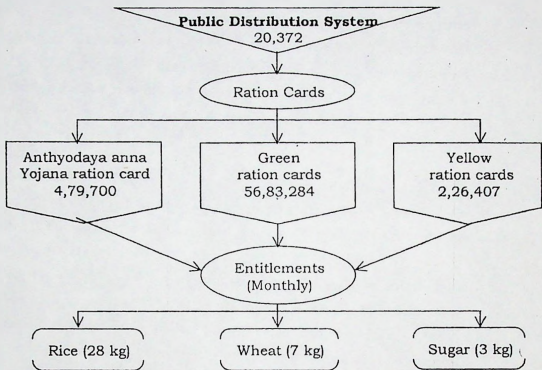 Public Distribution System
20,372
Ration Cards
Anthyodaya anna
Yojana ration card
4,79,700
Green
ration cards
56,83,284
Yellow
ration cards
2,26,407
Entitlements
(Monthly)
Rice (28 kg)
Wheat (7 kg)
Sugar (3 kg)